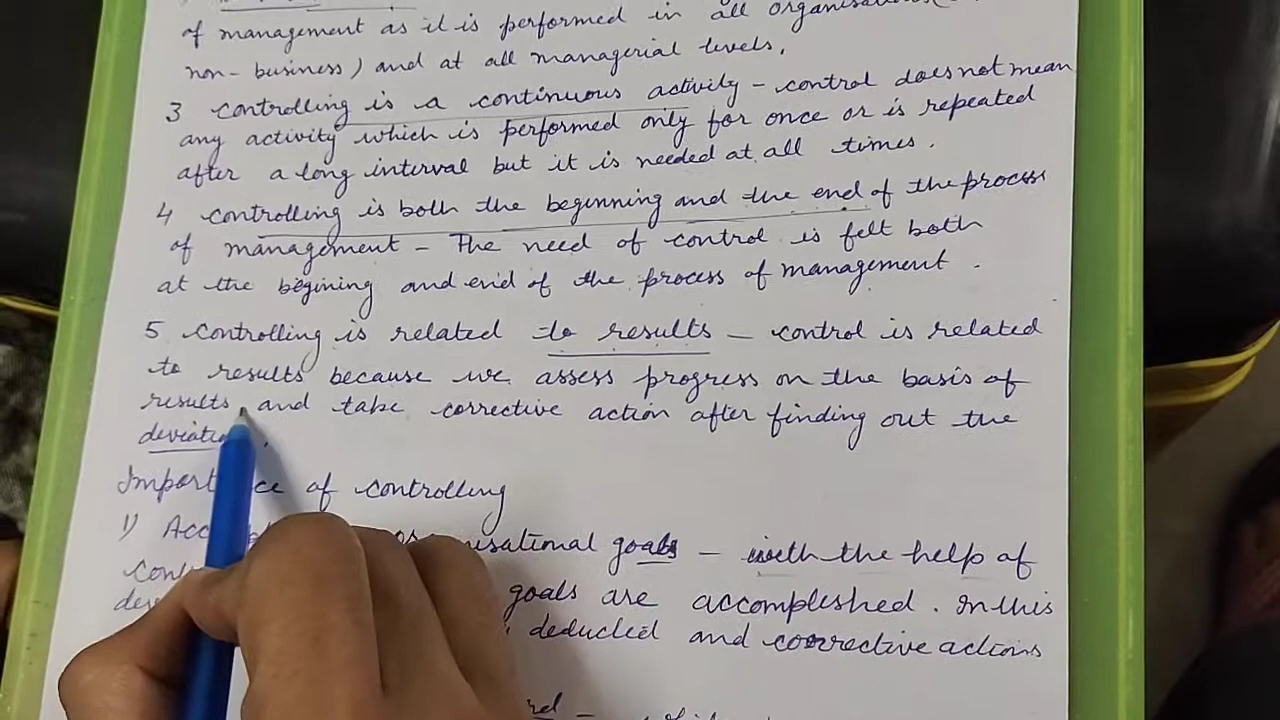 of management as it is performed in all
non-business) and at all managerial levels.
3 controlling is a continuous activity - control does not mean
any activity which is performed only for once or is repeated
after a long interval but it is needed at all times.
4 controlling is both the beginning and the end of the process
of management - The need of control is felt both
at the begining and end of the process of management.
5 controlling is related to results - control is related
to results because we assess progress on the basis of
results and take corrective action after finding out the
of controlling
1) organisational goals - with the help of
goals are accomplished. In this
deducted and corrective actions